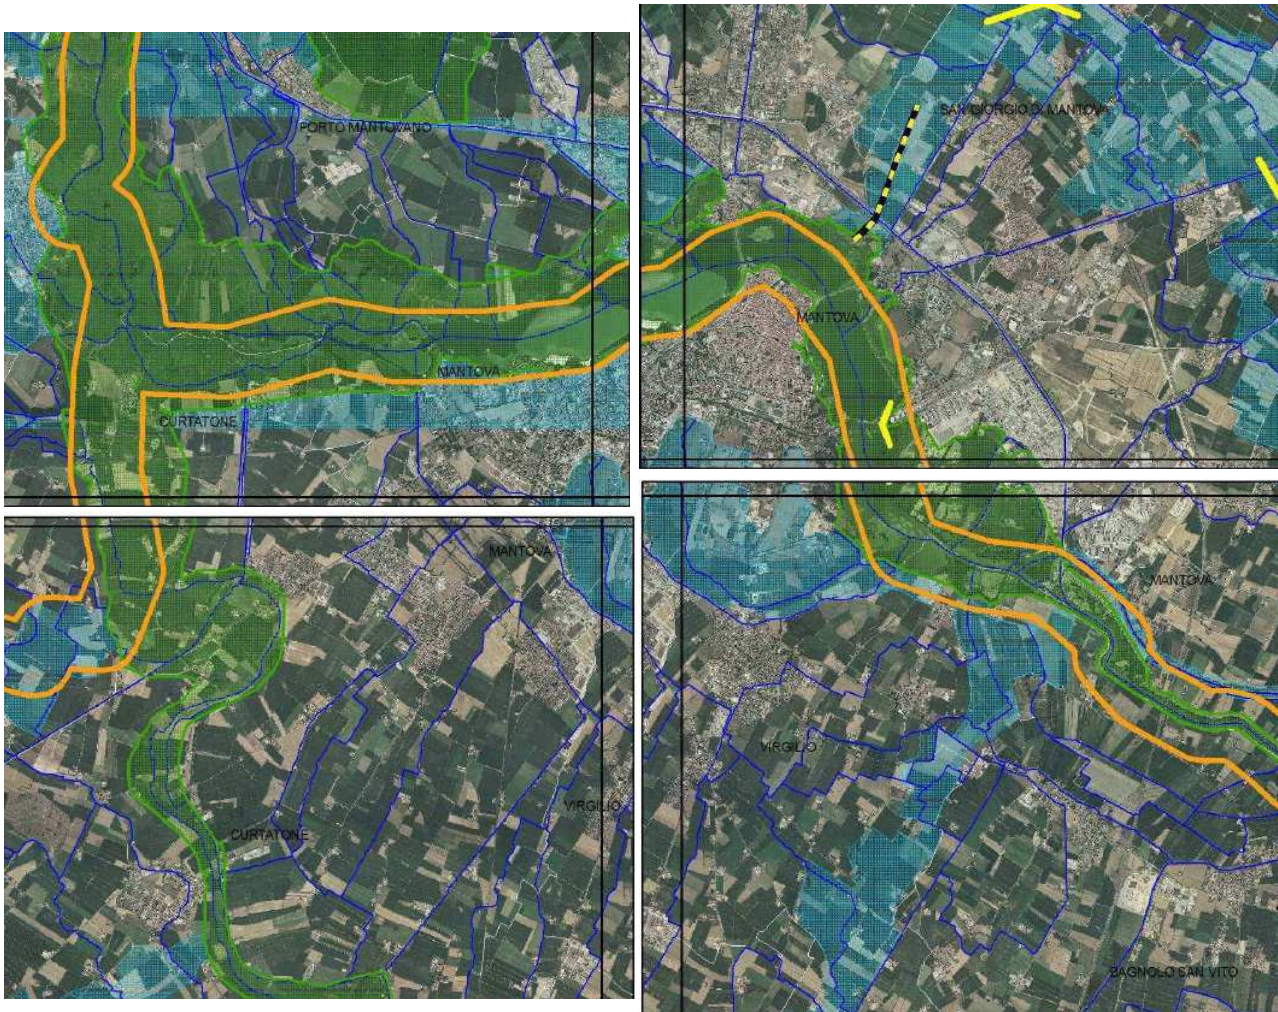 PORTO MANTOVANO
MANTOVA
CURTATONE
SAN GIORGIO DI MANTOVA
MANTOVA
MANTOVA
CURTATONE
VIRGILIO
MANTOVA
VIRGILIO
BAGNOLO SAN VITO